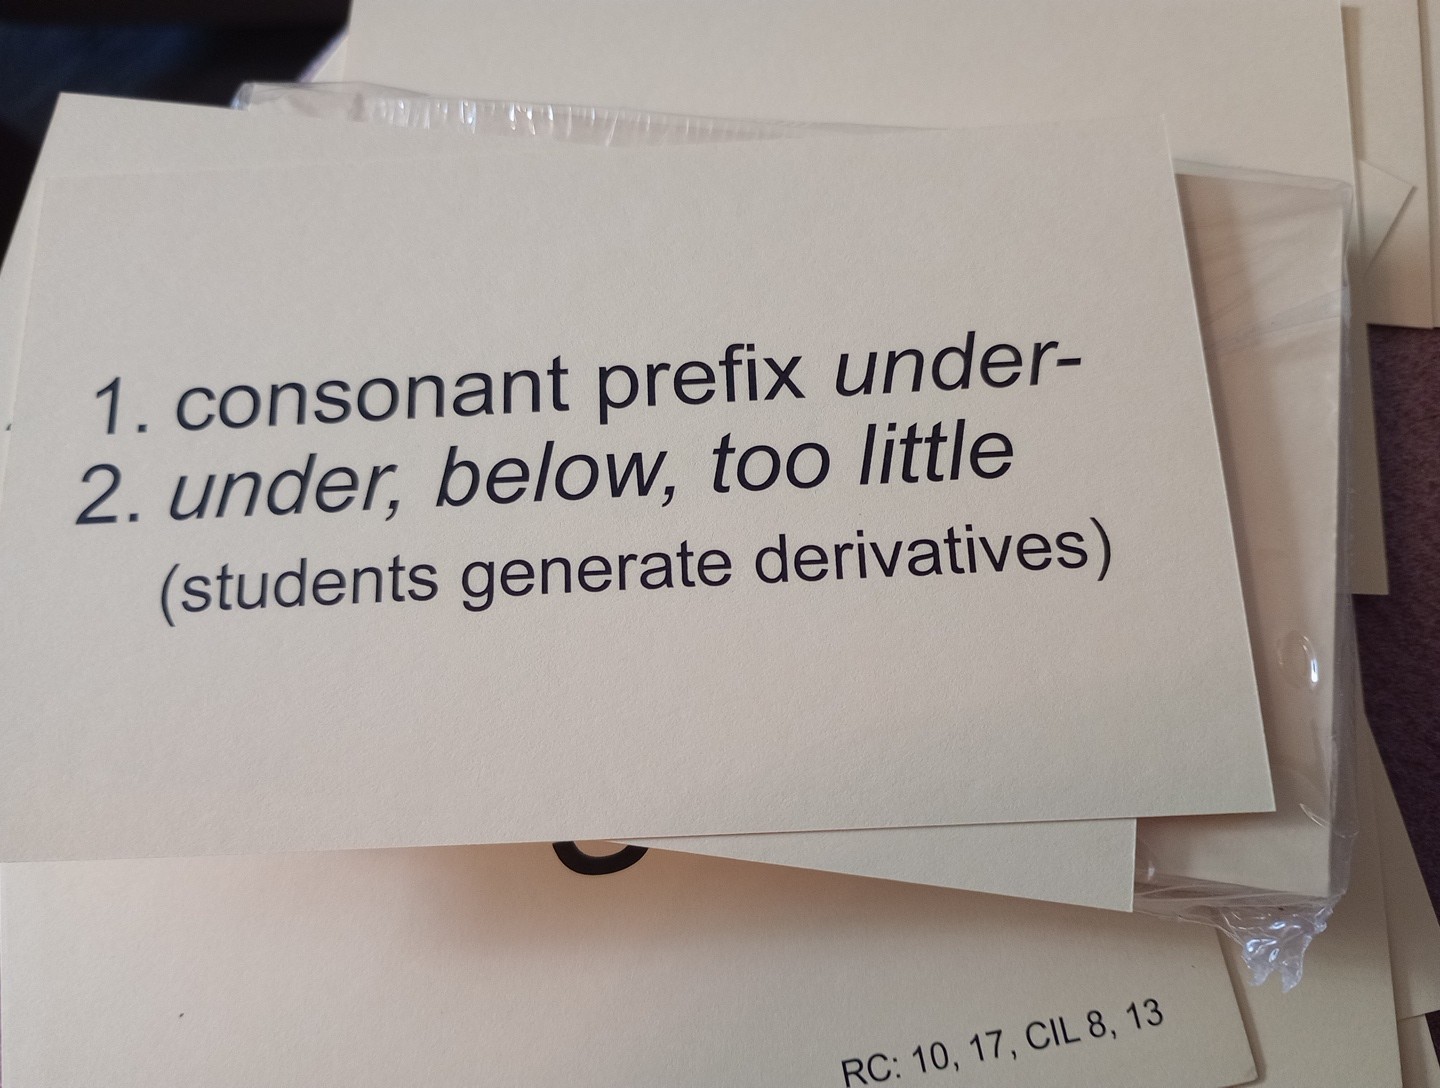 1. consonant prefix under-
2. under, below, too little
(students generate derivatives)
RC: 10, 17, CIL 8, 13